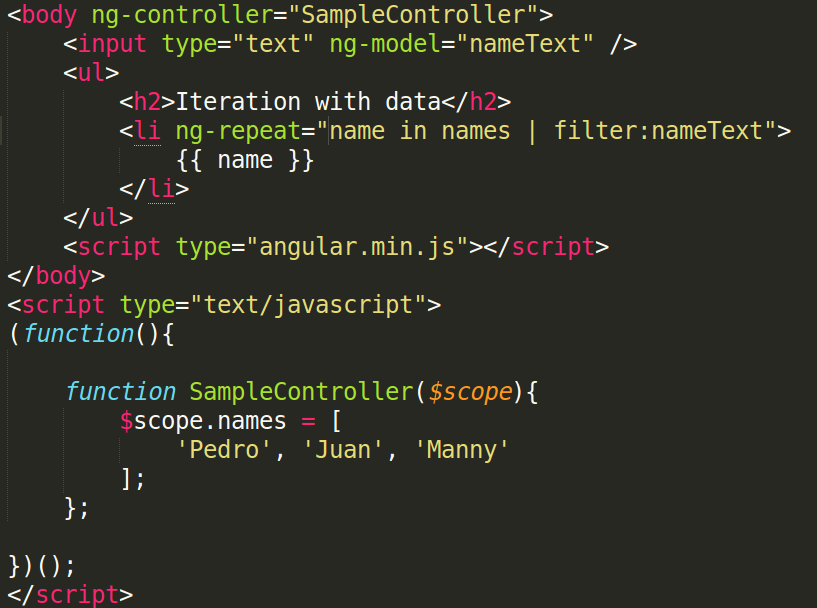 <body ng-controller="SampleController">
    <input type="text" ng-model="nameText" />
    <ul>
        <h2>Iteration with data</h2>
        <li ng-repeat="name in names | filter:nameText">
            {{ name }}
        </li>
    </ul>
    <script type="angular.min.js"></script>
</body>
<script type="text/javascript">
(function(){

    function SampleController($scope){
        $scope.names = [
            'Pedro', 'Juan', 'Manny'
        ];
    };

})();
</script>